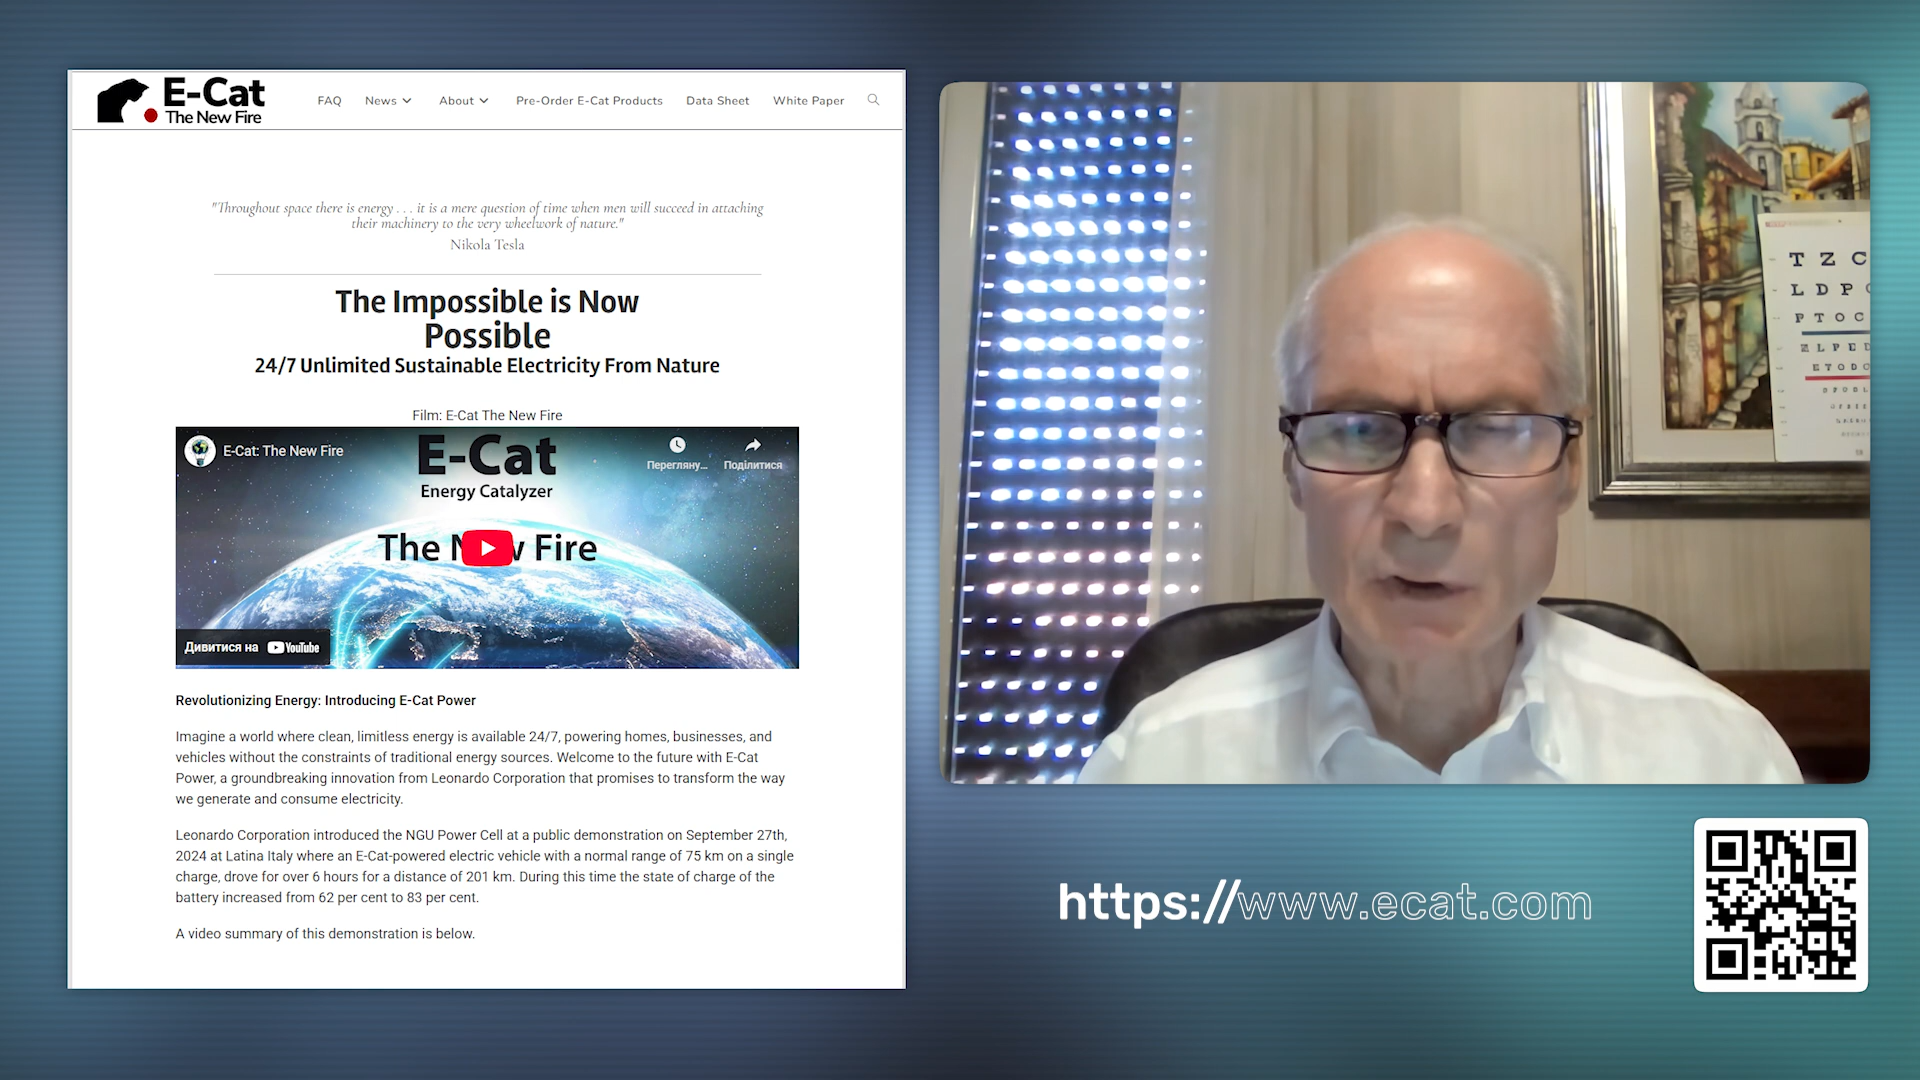 E-Cat
The New Fire
FAQ News About Pre-Order E-Cat Products Data Sheet White Paper
"Throughout space there is energy . . . it is a mere question of time when men will succeed in attaching
their machinery to the very wheelwork of nature."
Nikola Tesla
The Impossible is Now
Possible
24/7 Unlimited Sustainable Electricity From Nature
Film: E-Cat The New Fire
E-Cat: The New Fire
Переглянy... Поділитися
E-Cat
Energy Catalyzer
The New Fire
Дивитися на YouTube
Revolutionizing Energy: Introducing E-Cat Power
Imagine a world where clean, limitless energy is available 24/7, powering homes, businesses, and
vehicles without the constraints of traditional energy sources. Welcome to the future with E-Cat
Power, a groundbreaking innovation from Leonardo Corporation that promises to transform the way
we generate and consume electricity.
Leonardo Corporation introduced the NGU Power Cell at a public demonstration on September 27th,
2024 at Latina Italy where an E-Cat-powered electric vehicle with a normal range of 75 km on a single
charge, drove for over 6 hours for a distance of 201 km. During this time the state of charge of the
battery increased from 62 per cent to 83 per cent.
A video summary of this demonstration is below.
T Z C
L D P
P T O C
Z L P E D
https://www.ecat.com